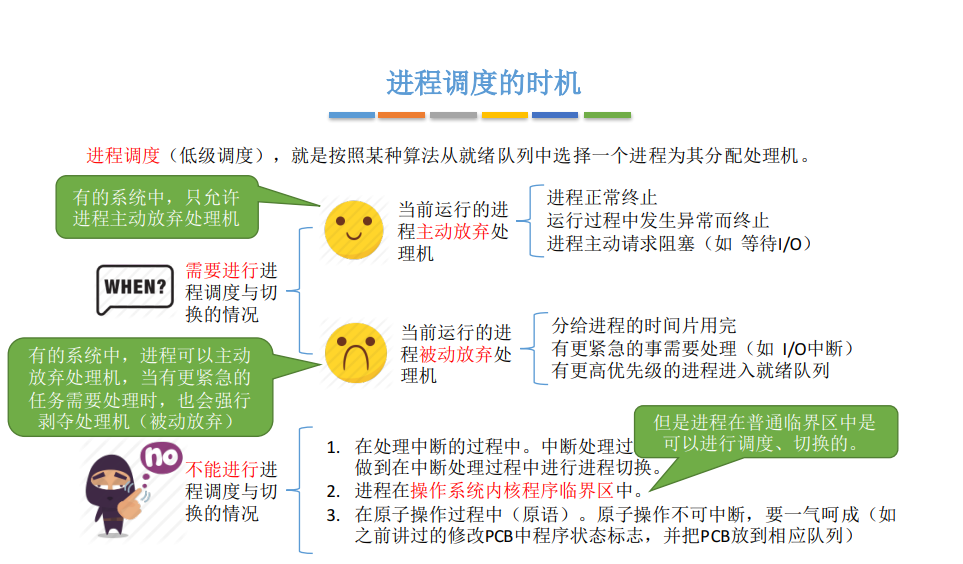 进程调度的时机
进程调度（低级调度），就是按照某种算法从就绪队列中选择一个进程为其分配处理机。
有的系统中，只允许
进程主动放弃处理机
当前运行的进
程主动放弃处
理机
进程正常终止
运行过程中发生异常而终止
进程主动请求阻塞（如 等待I/O）
WHEN?
需要进行进
程调度与切
换的情况
当前运行的进
程被动放弃处
理机
分给进程的时间片用完
有更紧急的事需要处理（如 I/O中断）
有更高优先级的进程进入就绪队列
有的系统中，进程可以主动
放弃处理机，当有更紧急的
任务需要处理时，也会强行
剥夺处理机（被动放弃）
但是进程在普通临界区中是
可以进行调度、切换的。
no
不能进行进
程调度与切
换的情况
1. 在处理中断的过程中。中断处理过
做到在中断处理过程中进行进程切换。
2. 进程在操作系统内核程序临界区中。
3. 在原子操作过程中（原语）。原子操作不可中断，要一气呵成（如
之前讲过的修改PCB中程序状态标志，并把PCB放到相应队列）